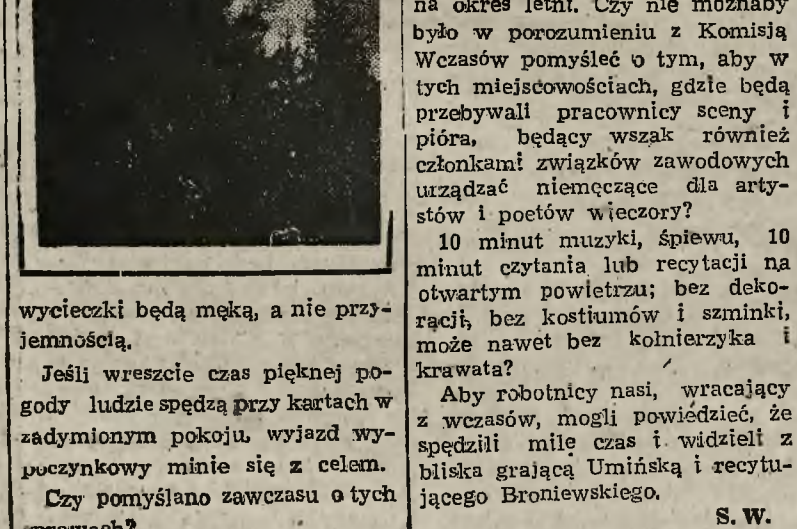 wycieczki będą męką, a nie przy-
jemnością.
Jeśli wreszcie czas pięknej po-
gody ludzie spędzą przy kartach w
zadymionym pokoju, wyjazd wy-
poczynkowy minie się z celem.
Czy pomyślano zawczasu o tych
na okres letni. Czy nie możnaby
było w porozumieniu z Komisją
Wczasów pomyśleć o tym, aby w
tych miejscowościach, gdzie będą
przebywali pracownicy sceny i
pióra, będący wszak również
członkami związków zawodowych
urządzać niemęczące dla arty-
stów i poetów wieczory?
10 minut muzyki, śpiewu, 10
minut czytania lub recytacji na
otwartym powietrzu; bez deko-
racji, bez kostiumów i szminki,
może nawet bez kołnierzyka i
krawata?
Aby robotnicy nasi, wracający
z wczasów, mogli powiedzieć, że
spędzili mile czas i widzieli z
bliska grającą Umińską i recytu-
jącego Broniewskiego.
S. W.